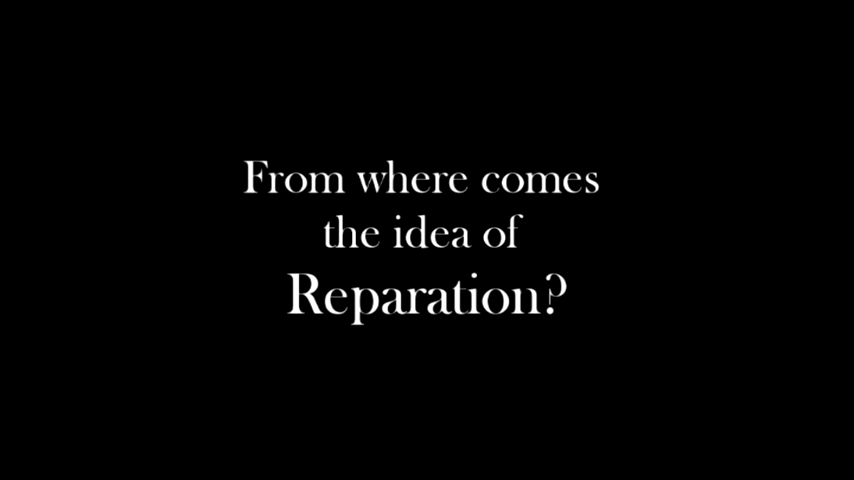 From where comes
the idea of
Reparation?